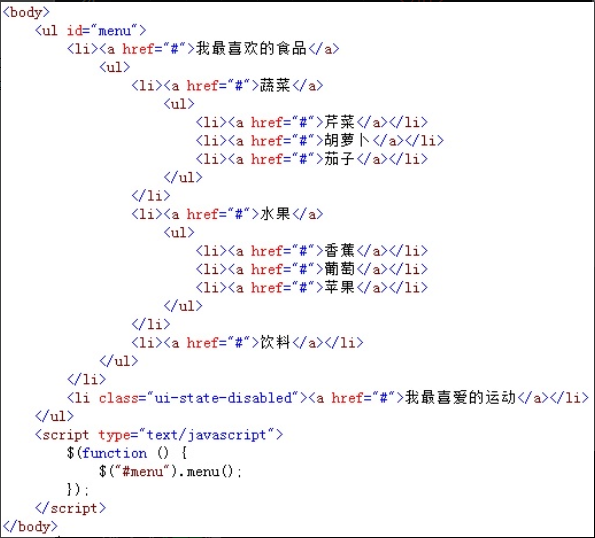 <body>
<ul id="menu">
<li><a href="#">我最喜欢的食品</a>
<ul>
<li><a href="#">蔬菜</a>
<ul>
<li><a href="#">芹菜</a></li>
<li><a href="#">胡萝卜</a></li>
<li><a href="#">茄子</a></li>
</ul>
</li>
<li><a href="#">水果</a>
<ul>
<li><a href="#">香蕉</a></li>
<li><a href="#">葡萄</a></li>
<li><a href="#">苹果</a></li>
</ul>
</li>
<li><a href="#">饮料</a></li>
</ul>
</li>
<li class="ui-state-disabled"><a href="#">我最喜爱的运动</a></li>
</ul>
<script type="text/javascript">
$(function () {
$("#menu").menu();
});
</script>
</body>